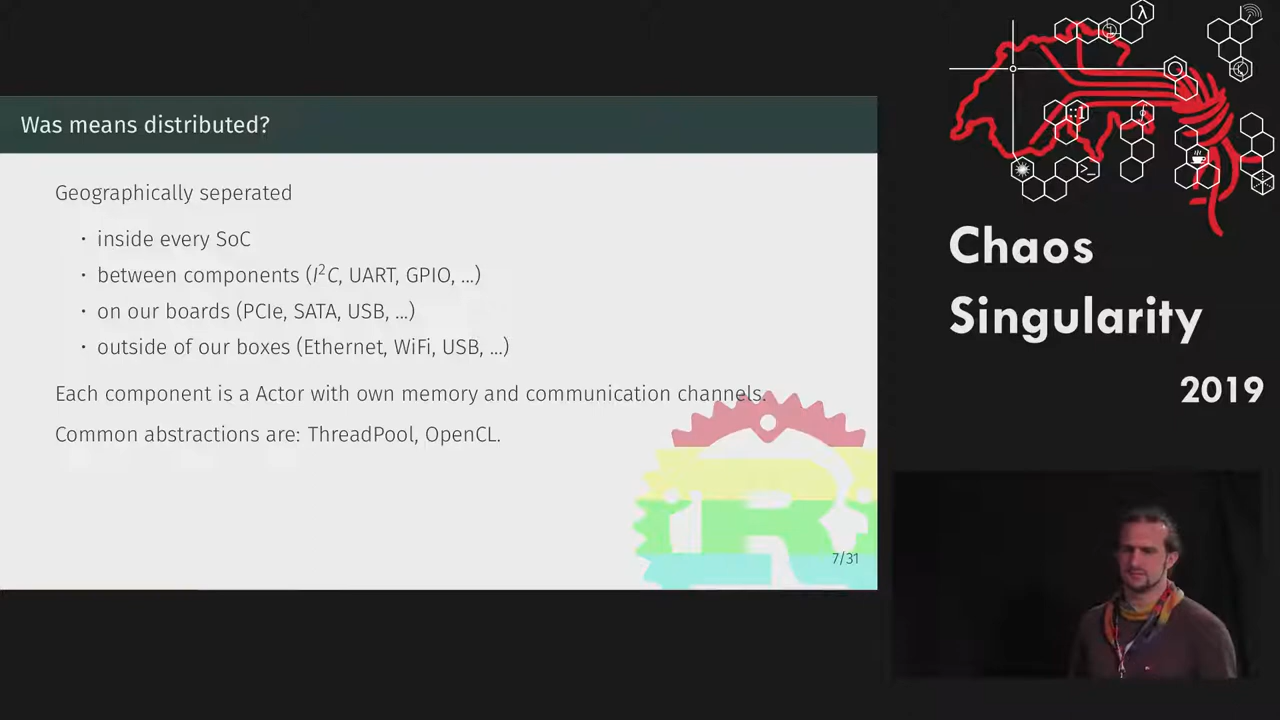 Was means distributed?
Geographically seperated
· inside every SoC
· between components (I²C, UART, GPIO, ...)
· on our boards (PCIe, SATA, USB, ...)
· outside of our boxes (Ethernet, WiFi, USB, ...)
Each component is a Actor with own memory and communication channels.
Common abstractions are: ThreadPool, OpenCL.
7/31
λ
:::1
>_
Chaos
Singularity
2019